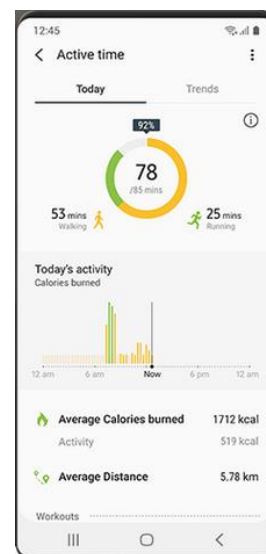 12:45
Active time
Today Trends
92%
78
/85 mins
53 mins 25 mins
Walking Running
Today's activity
Calories burned
12 am 6 am Now 6 pm 12 am
Average Calories burned 1712 kcal
Activity 519 kcal
Average Distance 5.78 km
Workouts